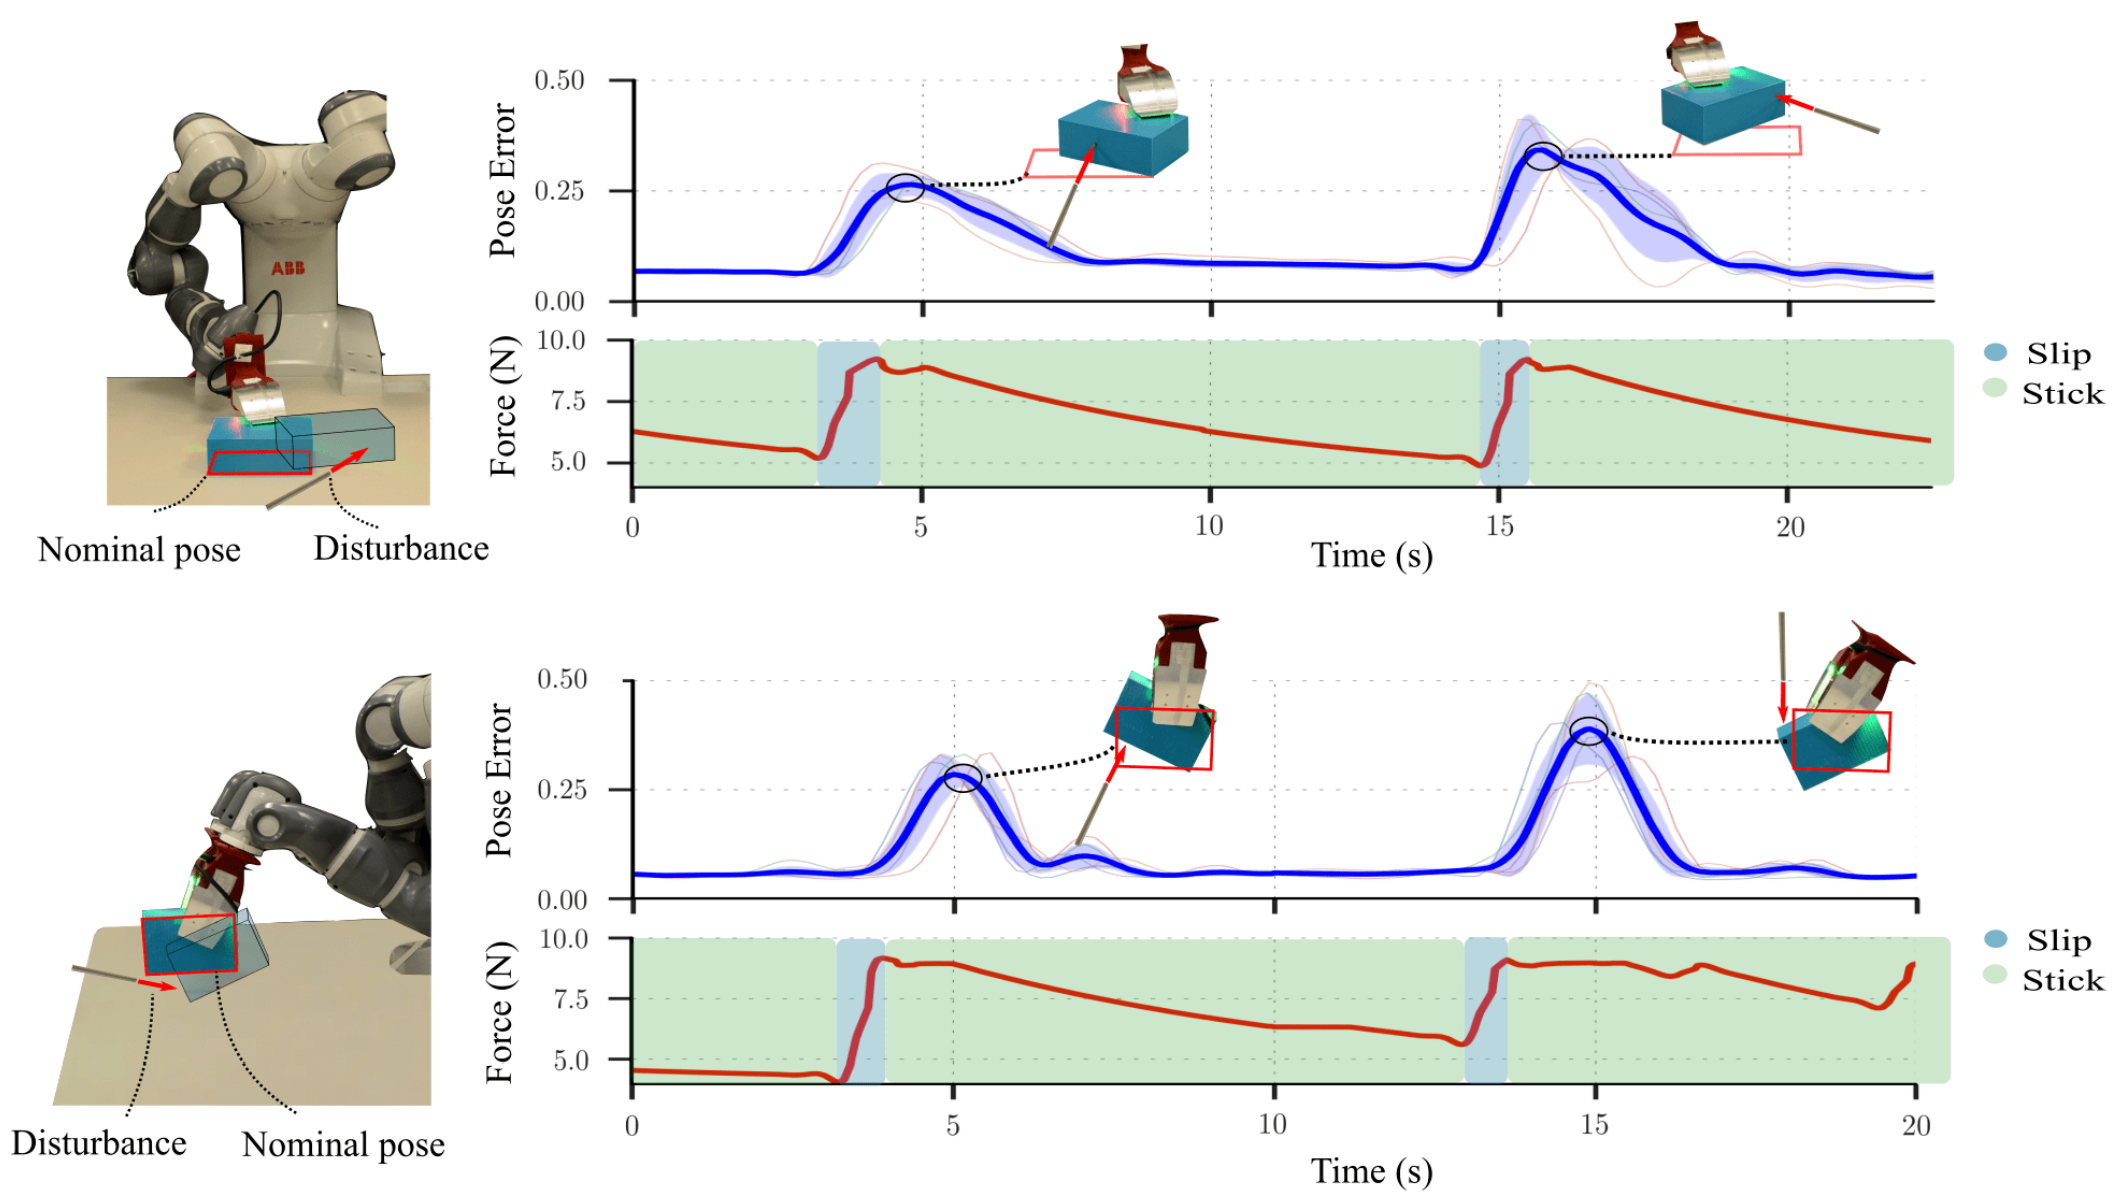 ABB
Nominal pose
Disturbance
Pose Error
0.50
0.25
0.00
Force (N)
10.0
7.5
5.0
0
5
10
15
20
Time (s)
Slip
Stick
Disturbance
Nominal pose
Pose Error
0.50
0.25
0.00
Force (N)
10.0
7.5
5.0
0
5
10
15
20
Time (s)
Slip
Stick